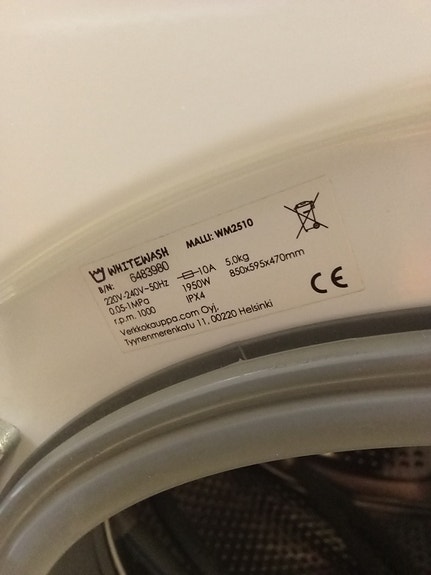 WHITEWASH MALLI: WM2510
S/N: 6483980
220V-240V~50Hz 10A 5.0kg
0.05-1MPa 1950W 850x595x470mm
r.p.m. 1000 IPX4
Verkkokauppa.com Oyj,
Tyynenmerenkatu 11, 00220 Helsinki
CE